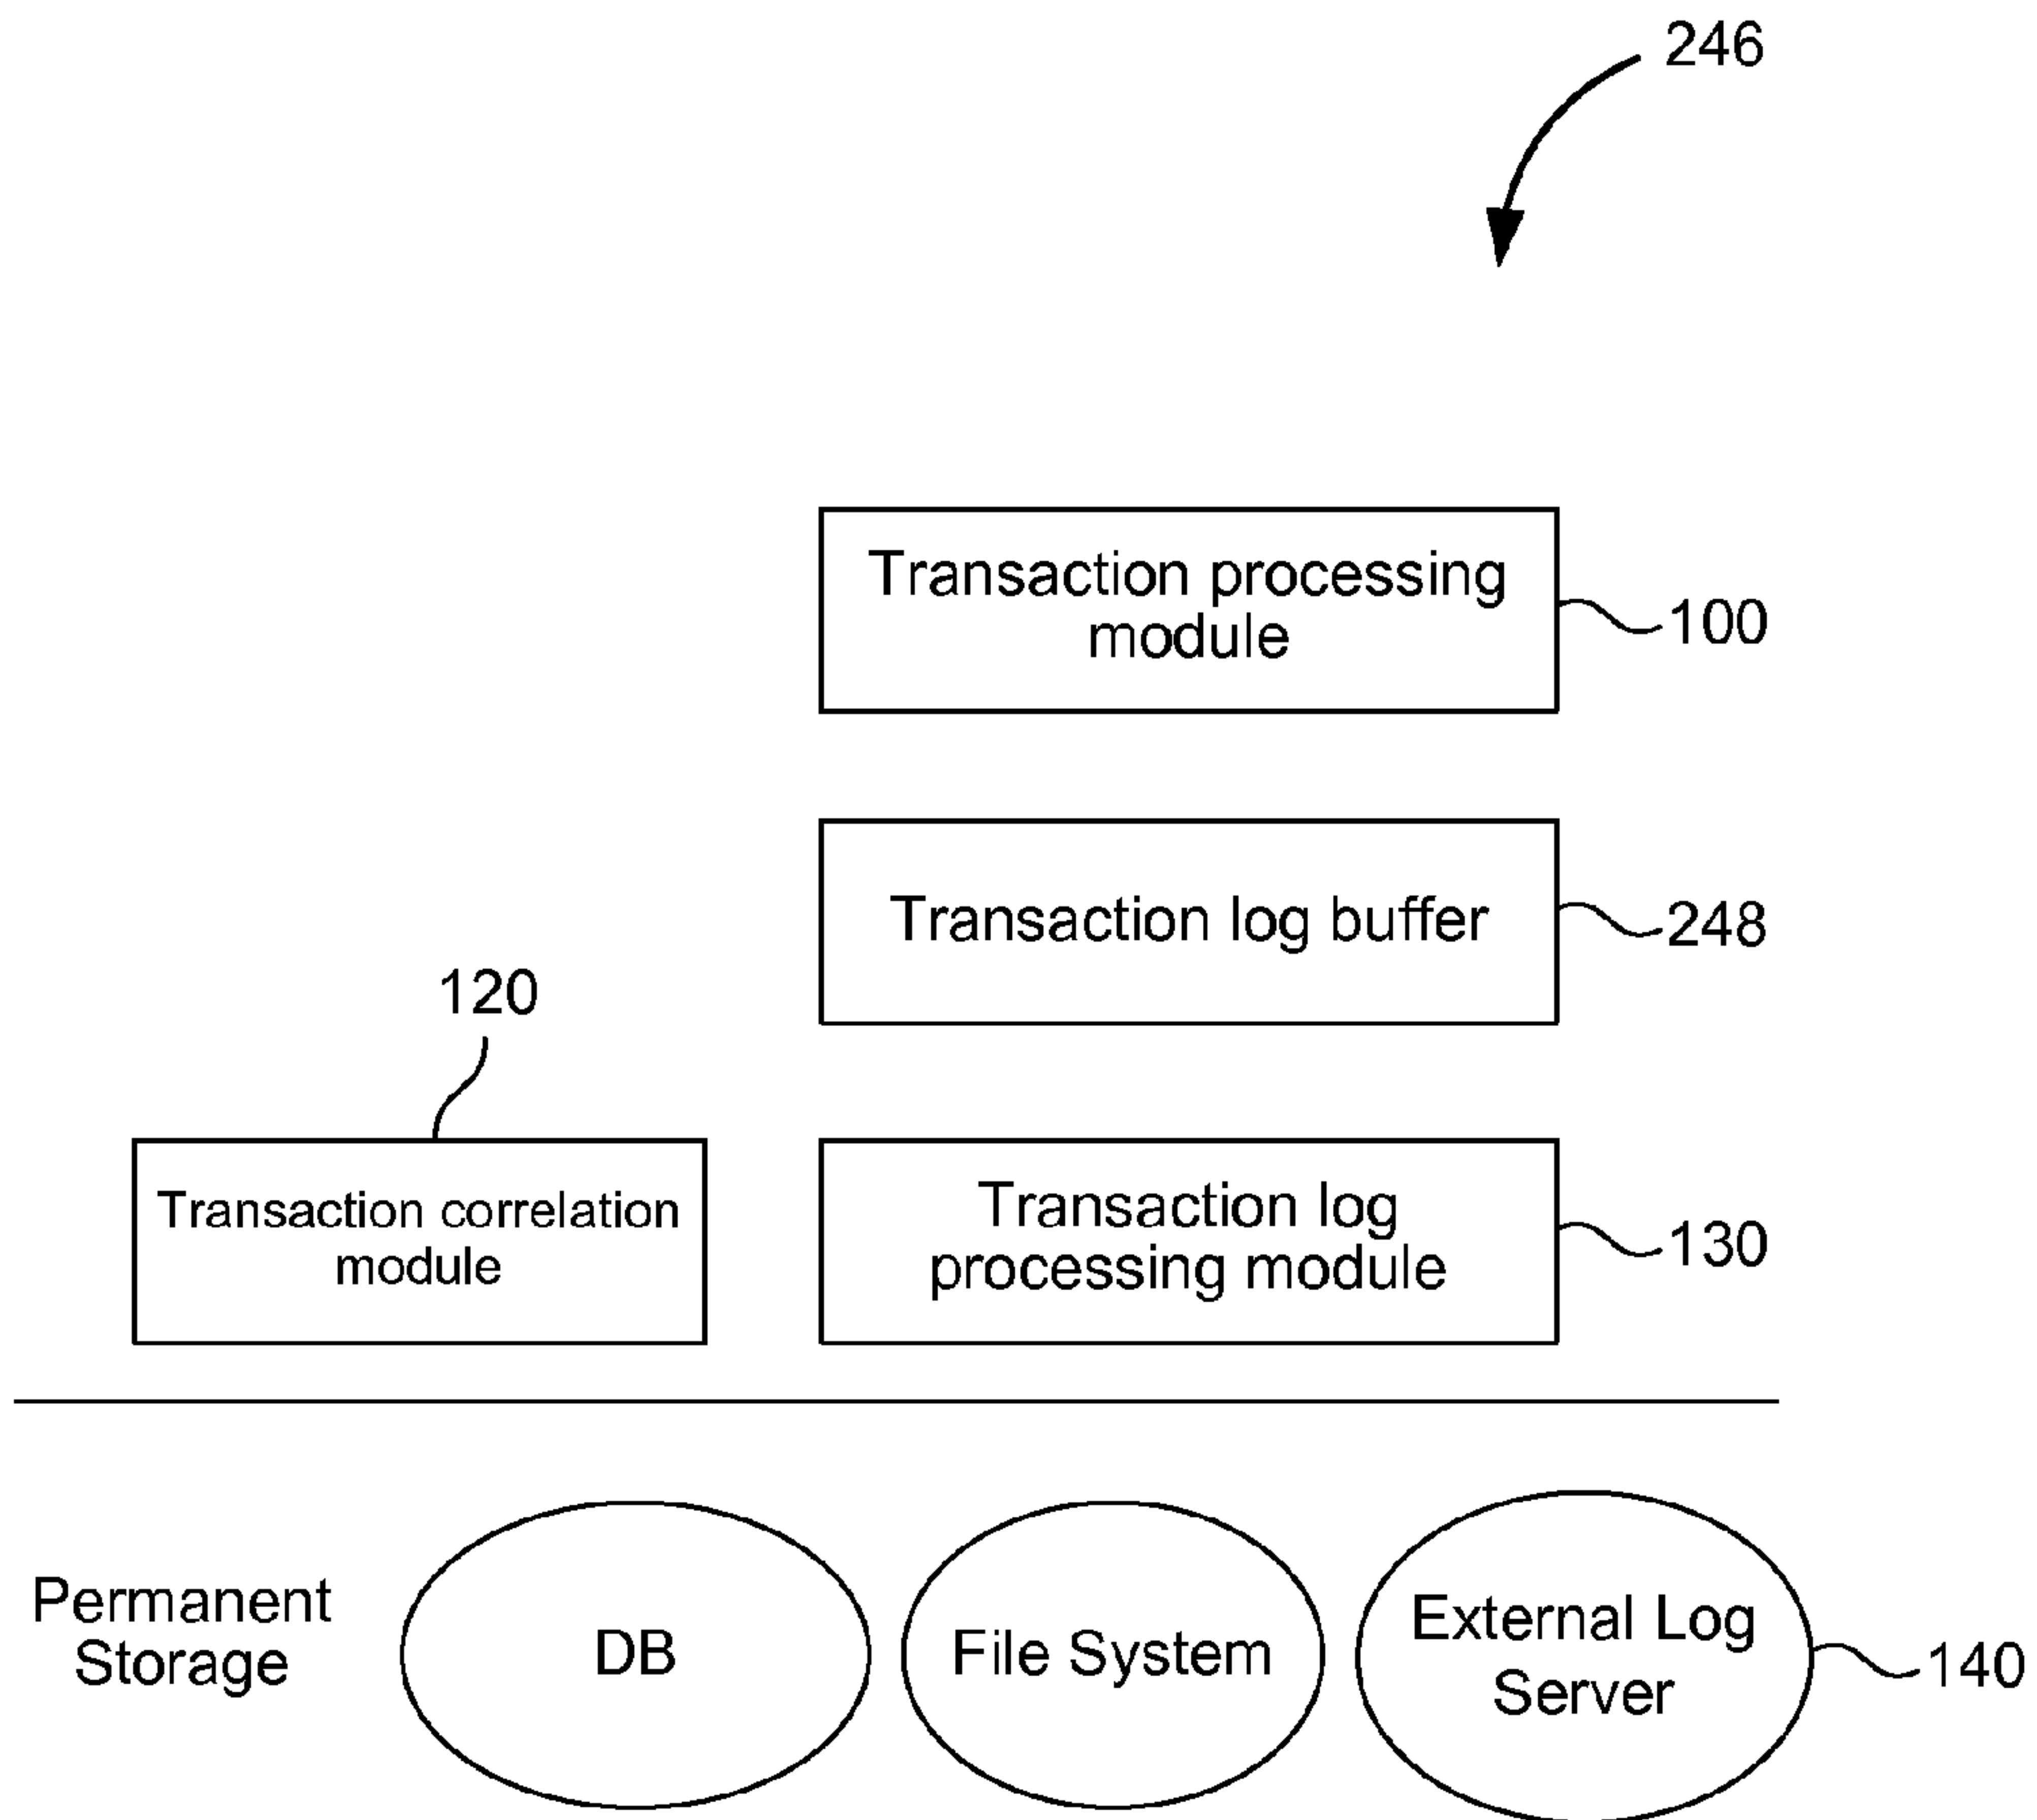 246
Transaction processing
module
100
Transaction log buffer
248
120
Transaction correlation
module
Transaction log
processing module
130
Permanent
Storage
DB
File System
External Log
Server
140